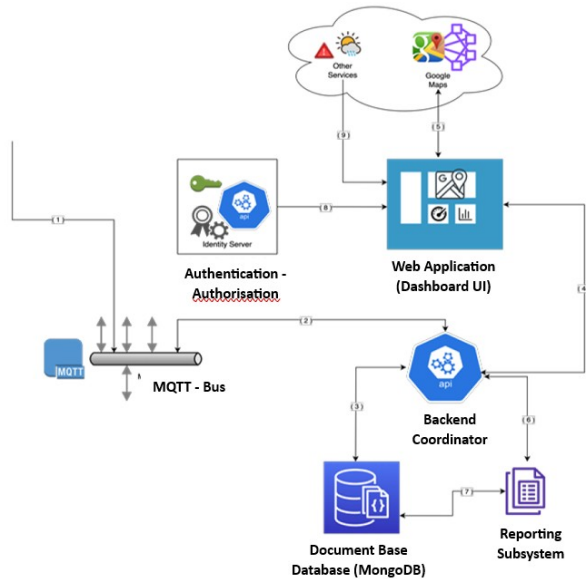 Other
Services
Google
Maps
{9}
{5}
{1}
G
api
Identity Server
{8}
Authentication -
Authorisation
Web Application
(Dashboard UI)
{4}
{2}
MQTT
MQTT - Bus
api
Backend
Coordinator
{3}
{6}
{ }
{7}
Document Base
Database (MongoDB)
Reporting
Subsystem